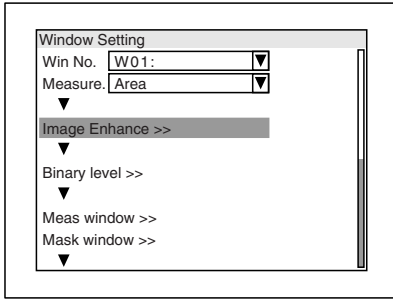 Window Setting
Win No. W01:
Measure. Area
Image Enhance >>
Binary level >>
Meas window >>
Mask window >>